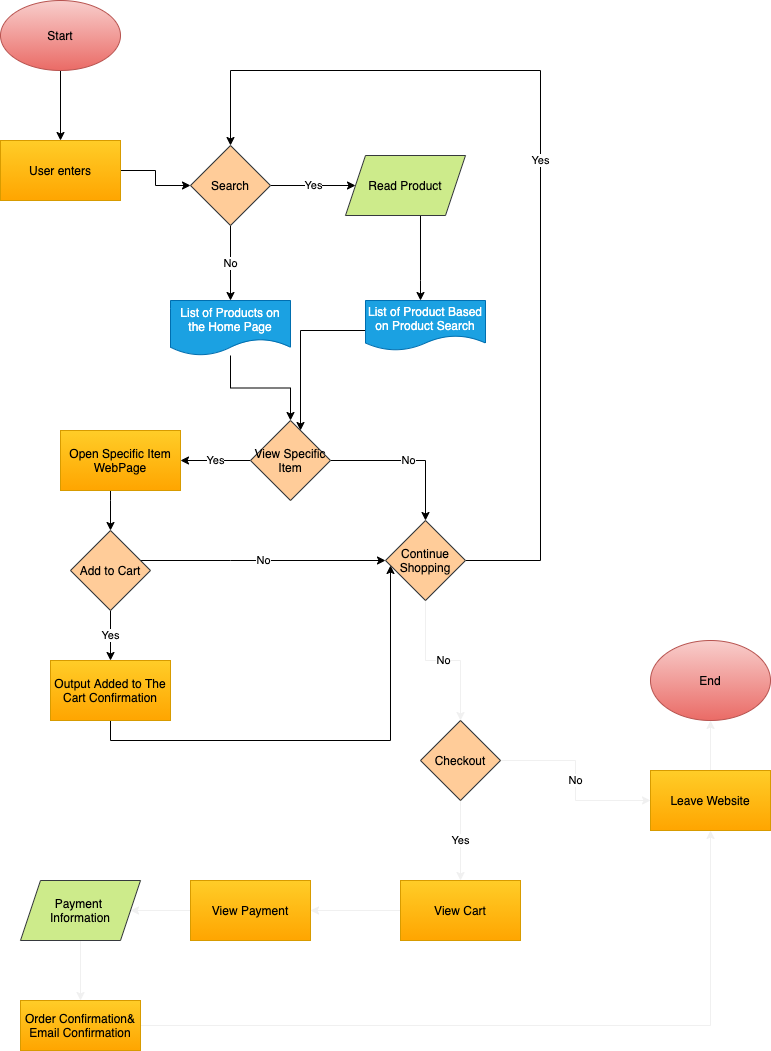 Start
User enters
Search
Yes
Read Product
Yes
No
List of Products on
the Home Page
List of Product Based
on Product Search
Open Specific Item
WebPage
Yes
View Specific
Item
No
Add to Cart
No
Continue
Shopping
Yes
Output Added to The
Cart Confirmation
No
End
Checkout
No
Leave Website
Yes
Payment
Information
View Payment
View Cart
Order Confirmation&
Email Confirmation